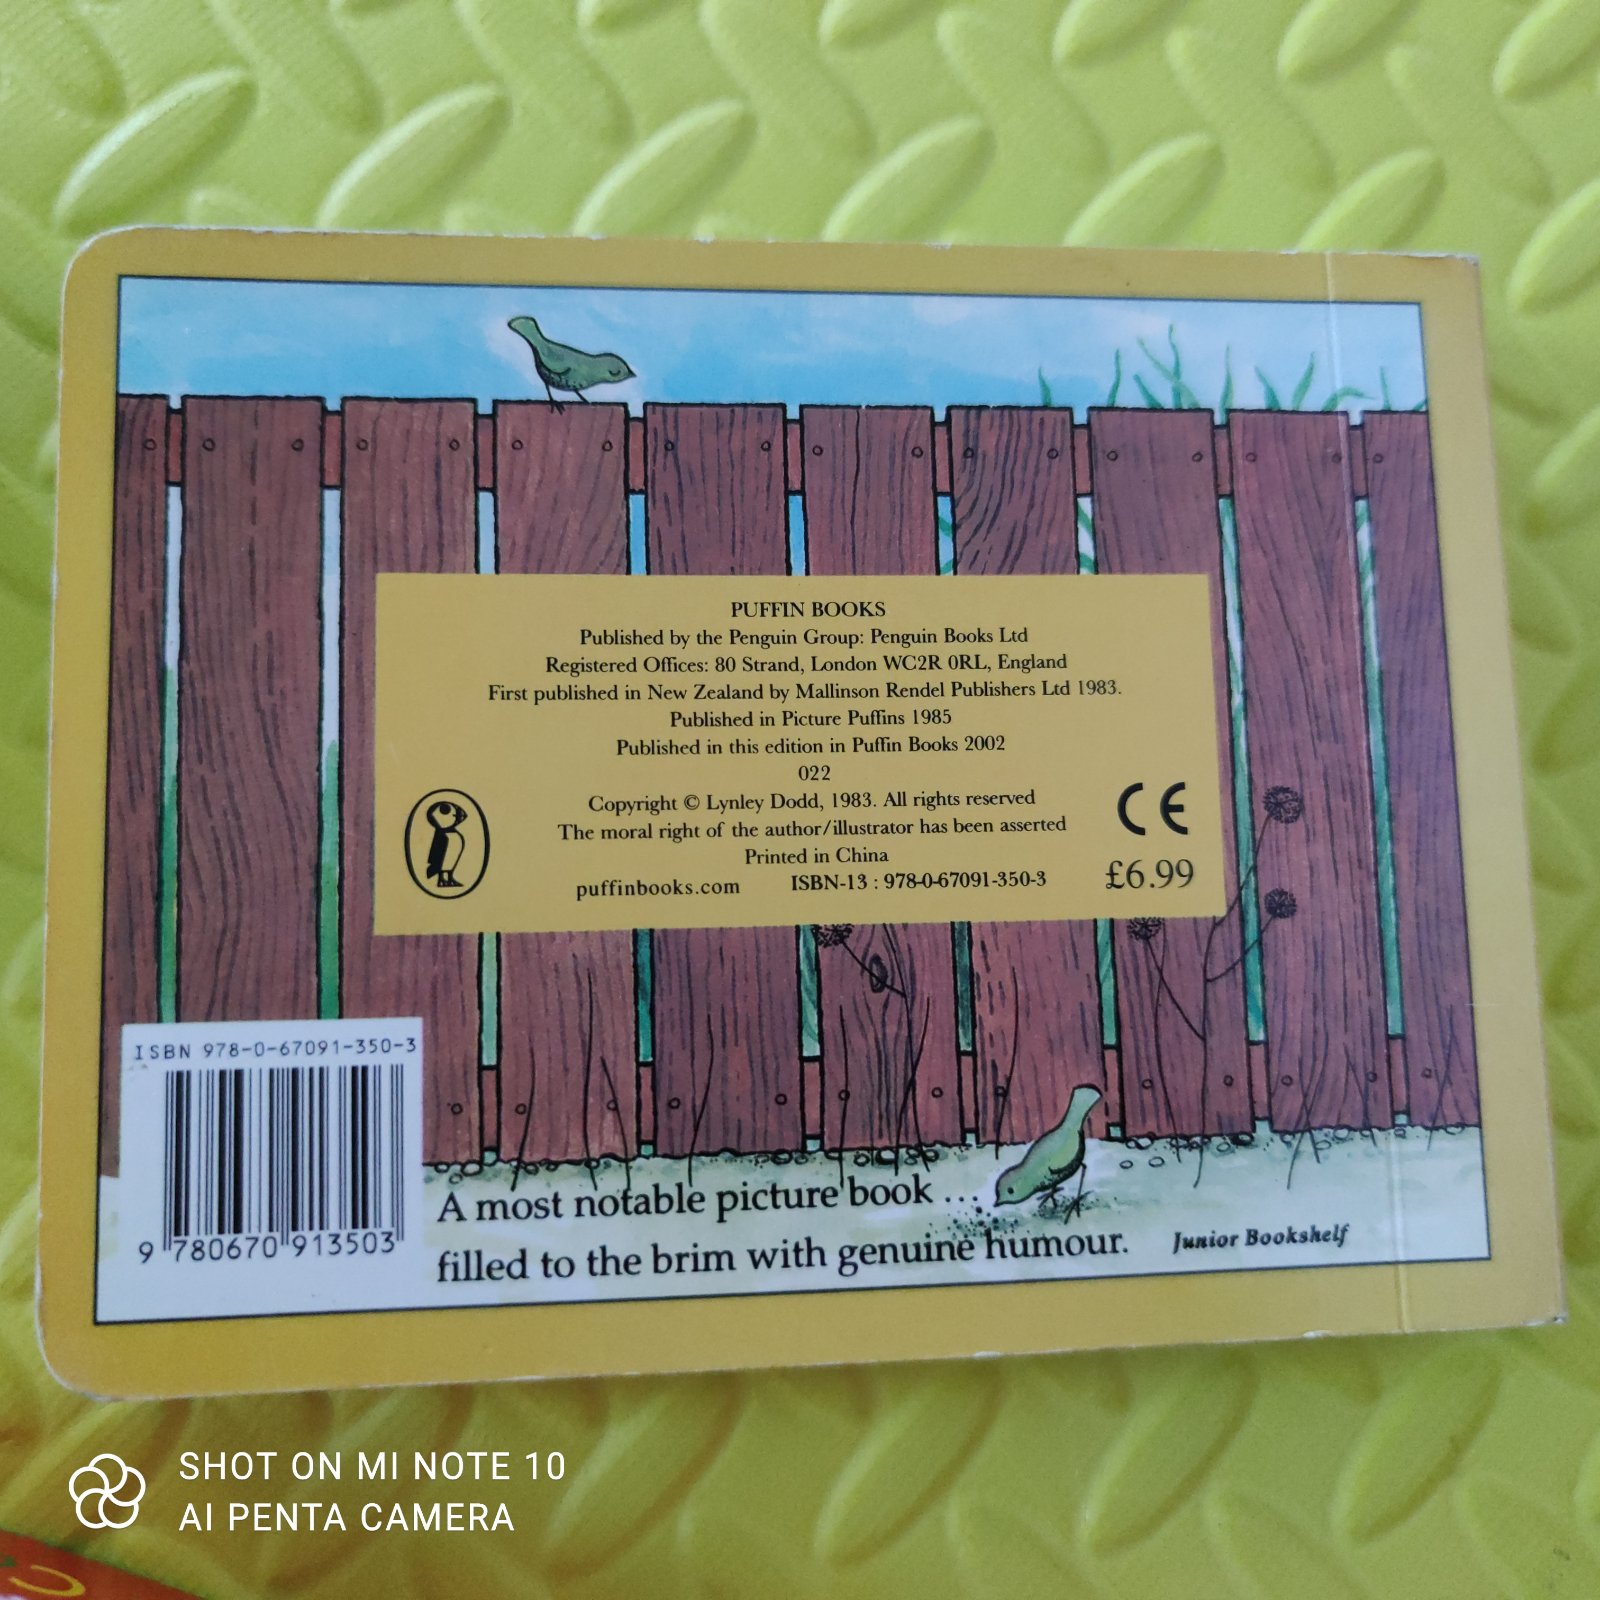 PUFFIN BOOKS
Published by the Penguin Group: Penguin Books Ltd
Registered Offices: 80 Strand, London WC2R 0RL, England
First published in New Zealand by Mallinson Rendel Publishers Ltd 1983.
Published in Picture Puffins 1985
Published in this edition in Puffin Books 2002
022
Copyright © Lynley Dodd, 1983. All rights reserved
The moral right of the author/illustrator has been asserted
Printed in China
puffinbooks.com ISBN-13 : 978-0-67091-350-3
CE
£6.99
ISBN 978-0-67091-350-3
9 780670 913503
A most notable picture book ...
filled to the brim with genuine humour.
Junior Bookshelf
SHOT ON MI NOTE 10
AI PENTA CAMERA